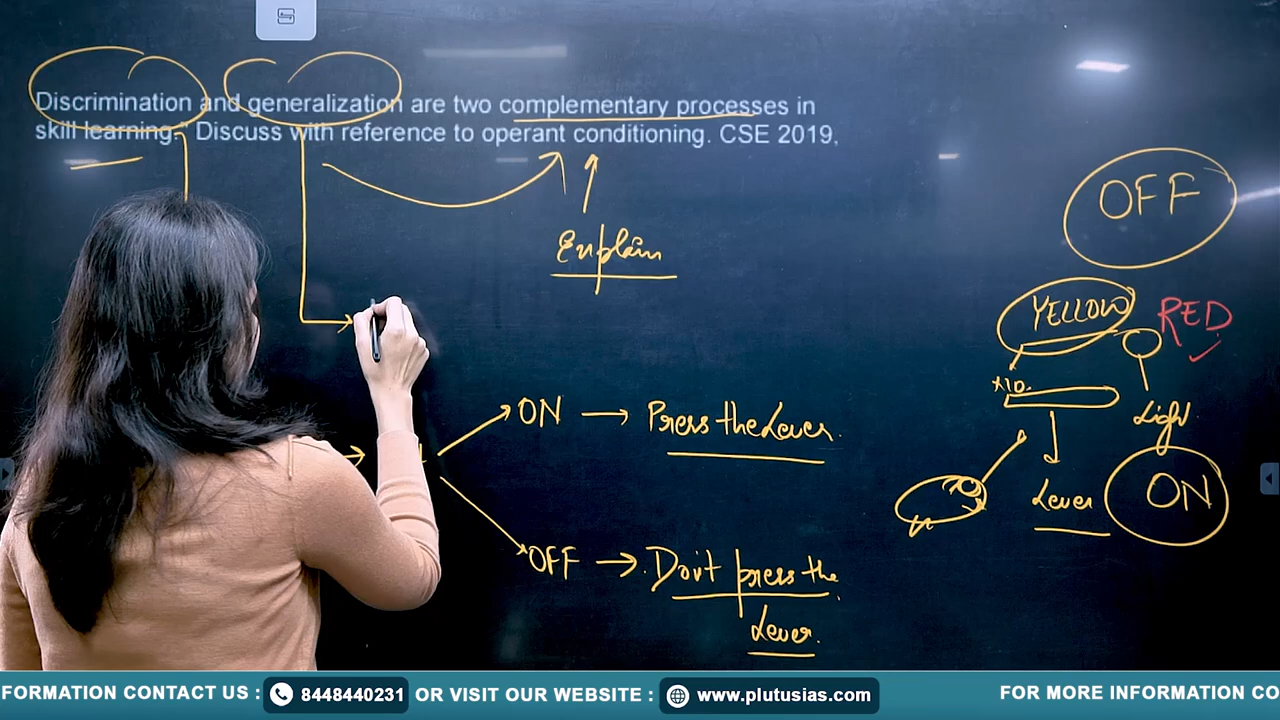 Discrimination and generalization are two complementary processes in
skill learning." Discuss with reference to operant conditioning. CSE 2019,
Explain
OFF
YELLOW RED
x10.
Light
ON → Press the Lever.
Lever
ON
OFF → Don't press the
Lever.
FORMATION CONTACT US : 8448440231 OR VISIT OUR WEBSITE : www.plutusias.com FOR MORE INFORMATION CO